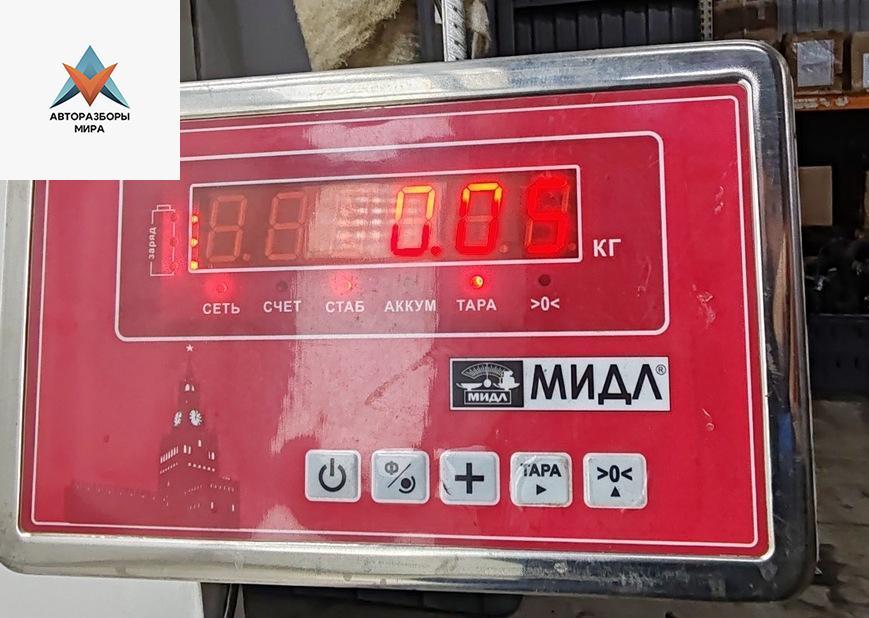 АВТОРАЗБОРЫ
МИРА
заряд
0.05
КГ
СЕТЬ СЧЕТ СТАБ АККУМ ТАРА >0<
МИДЛ МИДЛ®
Ф
ТАРА >0<